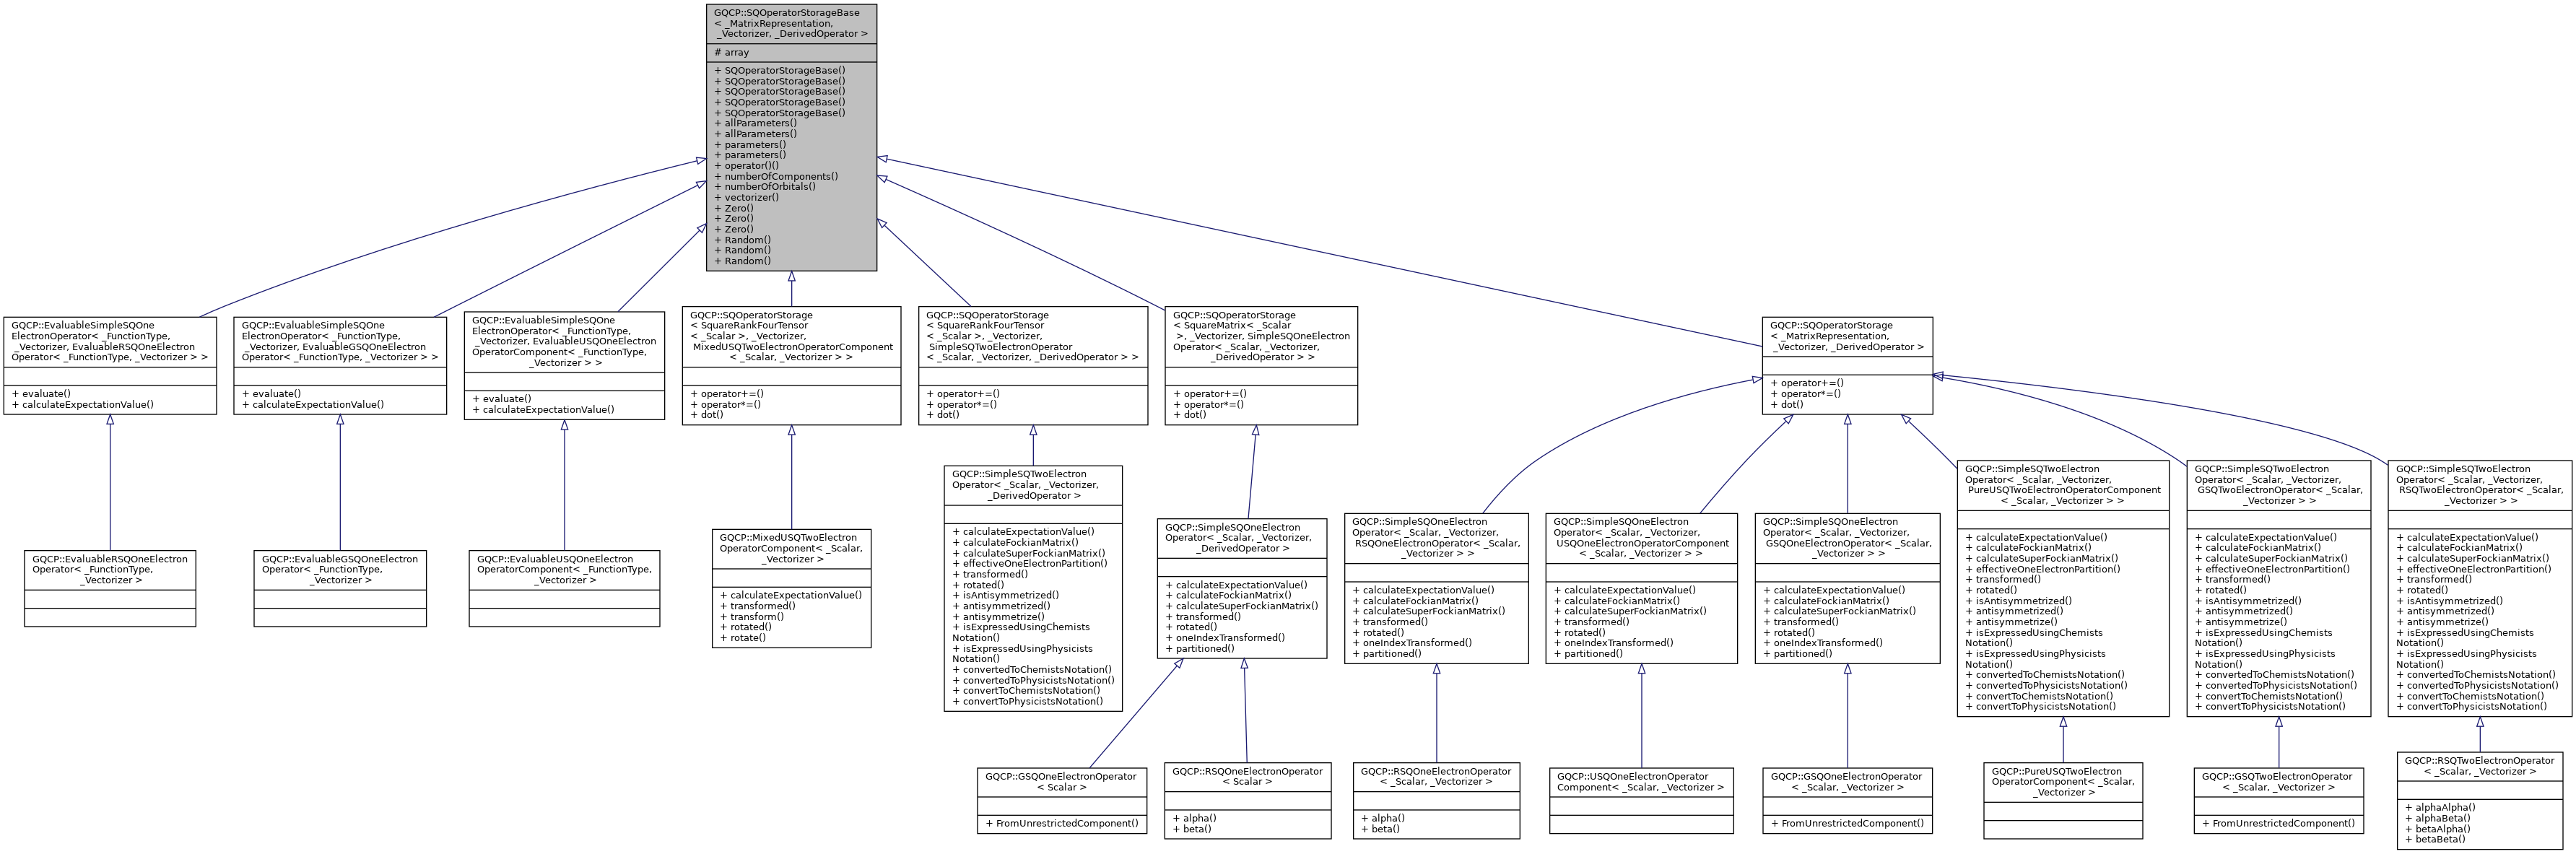 GQCP::SQOperatorStorageBase
< _MatrixRepresentation,
_Vectorizer, _DerivedOperator >
# array
+ SQOperatorStorageBase()
+ SQOperatorStorageBase()
+ SQOperatorStorageBase()
+ SQOperatorStorageBase()
+ SQOperatorStorageBase()
+ allParameters()
+ allParameters()
+ parameters()
+ parameters()
+ operator()()
+ numberOfComponents()
+ numberOfOrbitals()
+ vectorizer()
+ Zero()
+ Zero()
+ Zero()
+ Random()
+ Random()
+ Random()
GQCP::EvaluableSimpleSQOne
ElectronOperator< _FunctionType,
_Vectorizer, EvaluableRSQOneElectron
Operator< _FunctionType, _Vectorizer > >
+ evaluate()
+ calculateExpectationValue()
GQCP::EvaluableSimpleSQOne
ElectronOperator< _FunctionType,
_Vectorizer, EvaluableGSQOneElectron
Operator< _FunctionType, _Vectorizer > >
+ evaluate()
+ calculateExpectationValue()
GQCP::EvaluableSimpleSQOne
ElectronOperator< _FunctionType,
_Vectorizer, EvaluableUSQOneElectron
OperatorComponent< _FunctionType,
_Vectorizer > >
+ evaluate()
+ calculateExpectationValue()
GQCP::SQOperatorStorage
< SquareRankFourTensor
< _Scalar >, _Vectorizer,
MixedUSQTwoElectronOperatorComponent
< _Scalar, _Vectorizer > >
+ operator+=()
+ operator*=()
+ dot()
GQCP::SQOperatorStorage
< SquareRankFourTensor
< _Scalar >, _Vectorizer,
SimpleSQTwoElectronOperator
< _Scalar, _Vectorizer, _DerivedOperator > >
+ operator+=()
+ operator*=()
+ dot()
GQCP::SQOperatorStorage
< SquareMatrix< _Scalar
>, _Vectorizer, SimpleSQOneElectron
Operator< _Scalar, _Vectorizer,
_DerivedOperator > >
+ operator+=()
+ operator*=()
+ dot()
GQCP::SQOperatorStorage
< _MatrixRepresentation,
_Vectorizer, _DerivedOperator >
+ operator+=()
+ operator*=()
+ dot()
GQCP::EvaluableRSQOneElectron
Operator< _FunctionType,
_Vectorizer >
GQCP::EvaluableGSQOneElectron
Operator< _FunctionType,
_Vectorizer >
GQCP::EvaluableUSQOneElectron
OperatorComponent< _FunctionType,
_Vectorizer >
GQCP::MixedUSQTwoElectron
OperatorComponent< _Scalar,
_Vectorizer >
+ calculateExpectationValue()
+ transformed()
+ transform()
+ rotated()
+ rotate()
GQCP::SimpleSQTwoElectron
Operator< _Scalar, _Vectorizer,
_DerivedOperator >
+ calculateExpectationValue()
+ calculateFockianMatrix()
+ calculateSuperFockianMatrix()
+ effectiveOneElectronPartition()
+ transformed()
+ rotated()
+ isAntisymmetrized()
+ antisymmetrized()
+ antisymmetrize()
+ isExpressedUsingChemists
Notation()
+ isExpressedUsingPhysicists
Notation()
+ convertedToChemistsNotation()
+ convertedToPhysicistsNotation()
+ convertToChemistsNotation()
+ convertToPhysicistsNotation()
GQCP::SimpleSQOneElectron
Operator< _Scalar, _Vectorizer,
_DerivedOperator >
+ calculateExpectationValue()
+ calculateFockianMatrix()
+ calculateSuperFockianMatrix()
+ transformed()
+ rotated()
+ oneIndexTransformed()
+ partitioned()
GQCP::SimpleSQOneElectron
Operator< _Scalar, _Vectorizer,
RSQOneElectronOperator< _Scalar,
_Vectorizer > >
+ calculateExpectationValue()
+ calculateFockianMatrix()
+ calculateSuperFockianMatrix()
+ transformed()
+ rotated()
+ oneIndexTransformed()
+ partitioned()
GQCP::SimpleSQOneElectron
Operator< _Scalar, _Vectorizer,
USQOneElectronOperatorComponent
< _Scalar, _Vectorizer > >
+ calculateExpectationValue()
+ calculateFockianMatrix()
+ calculateSuperFockianMatrix()
+ transformed()
+ rotated()
+ oneIndexTransformed()
+ partitioned()
GQCP::SimpleSQOneElectron
Operator< _Scalar, _Vectorizer,
GSQOneElectronOperator< _Scalar,
_Vectorizer > >
+ calculateExpectationValue()
+ calculateFockianMatrix()
+ calculateSuperFockianMatrix()
+ transformed()
+ rotated()
+ oneIndexTransformed()
+ partitioned()
GQCP::SimpleSQTwoElectron
Operator< _Scalar, _Vectorizer,
PureUSQTwoElectronOperatorComponent
< _Scalar, _Vectorizer > >
+ calculateExpectationValue()
+ calculateFockianMatrix()
+ calculateSuperFockianMatrix()
+ effectiveOneElectronPartition()
+ transformed()
+ rotated()
+ isAntisymmetrized()
+ antisymmetrized()
+ antisymmetrize()
+ isExpressedUsingChemists
Notation()
+ isExpressedUsingPhysicists
Notation()
+ convertedToChemistsNotation()
+ convertedToPhysicistsNotation()
+ convertToChemistsNotation()
+ convertToPhysicistsNotation()
GQCP::SimpleSQTwoElectron
Operator< _Scalar, _Vectorizer,
GSQTwoElectronOperator< _Scalar,
_Vectorizer > >
+ calculateExpectationValue()
+ calculateFockianMatrix()
+ calculateSuperFockianMatrix()
+ effectiveOneElectronPartition()
+ transformed()
+ rotated()
+ isAntisymmetrized()
+ antisymmetrized()
+ antisymmetrize()
+ isExpressedUsingChemists
Notation()
+ isExpressedUsingPhysicists
Notation()
+ convertedToChemistsNotation()
+ convertedToPhysicistsNotation()
+ convertToChemistsNotation()
+ convertToPhysicistsNotation()
GQCP::SimpleSQTwoElectron
Operator< _Scalar, _Vectorizer,
RSQTwoElectronOperator< _Scalar,
_Vectorizer > >
+ calculateExpectationValue()
+ calculateFockianMatrix()
+ calculateSuperFockianMatrix()
+ effectiveOneElectronPartition()
+ transformed()
+ rotated()
+ isAntisymmetrized()
+ antisymmetrized()
+ antisymmetrize()
+ isExpressedUsingChemists
Notation()
+ isExpressedUsingPhysicists
Notation()
+ convertedToChemistsNotation()
+ convertedToPhysicistsNotation()
+ convertToChemistsNotation()
+ convertToPhysicistsNotation()
GQCP::GSQOneElectronOperator
< Scalar >
+ FromUnrestrictedComponent()
GQCP::RSQOneElectronOperator
< Scalar >
+ alpha()
+ beta()
GQCP::RSQOneElectronOperator
< _Scalar, _Vectorizer >
+ alpha()
+ beta()
GQCP::USQOneElectronOperator
Component< _Scalar, _Vectorizer >
GQCP::GSQOneElectronOperator
< _Scalar, _Vectorizer >
+ FromUnrestrictedComponent()
GQCP::PureUSQTwoElectron
OperatorComponent< _Scalar,
_Vectorizer >
GQCP::GSQTwoElectronOperator
< _Scalar, _Vectorizer >
+ FromUnrestrictedComponent()
GQCP::RSQTwoElectronOperator
< _Scalar, _Vectorizer >
+ alphaAlpha()
+ alphaBeta()
+ betaAlpha()
+ betaBeta()